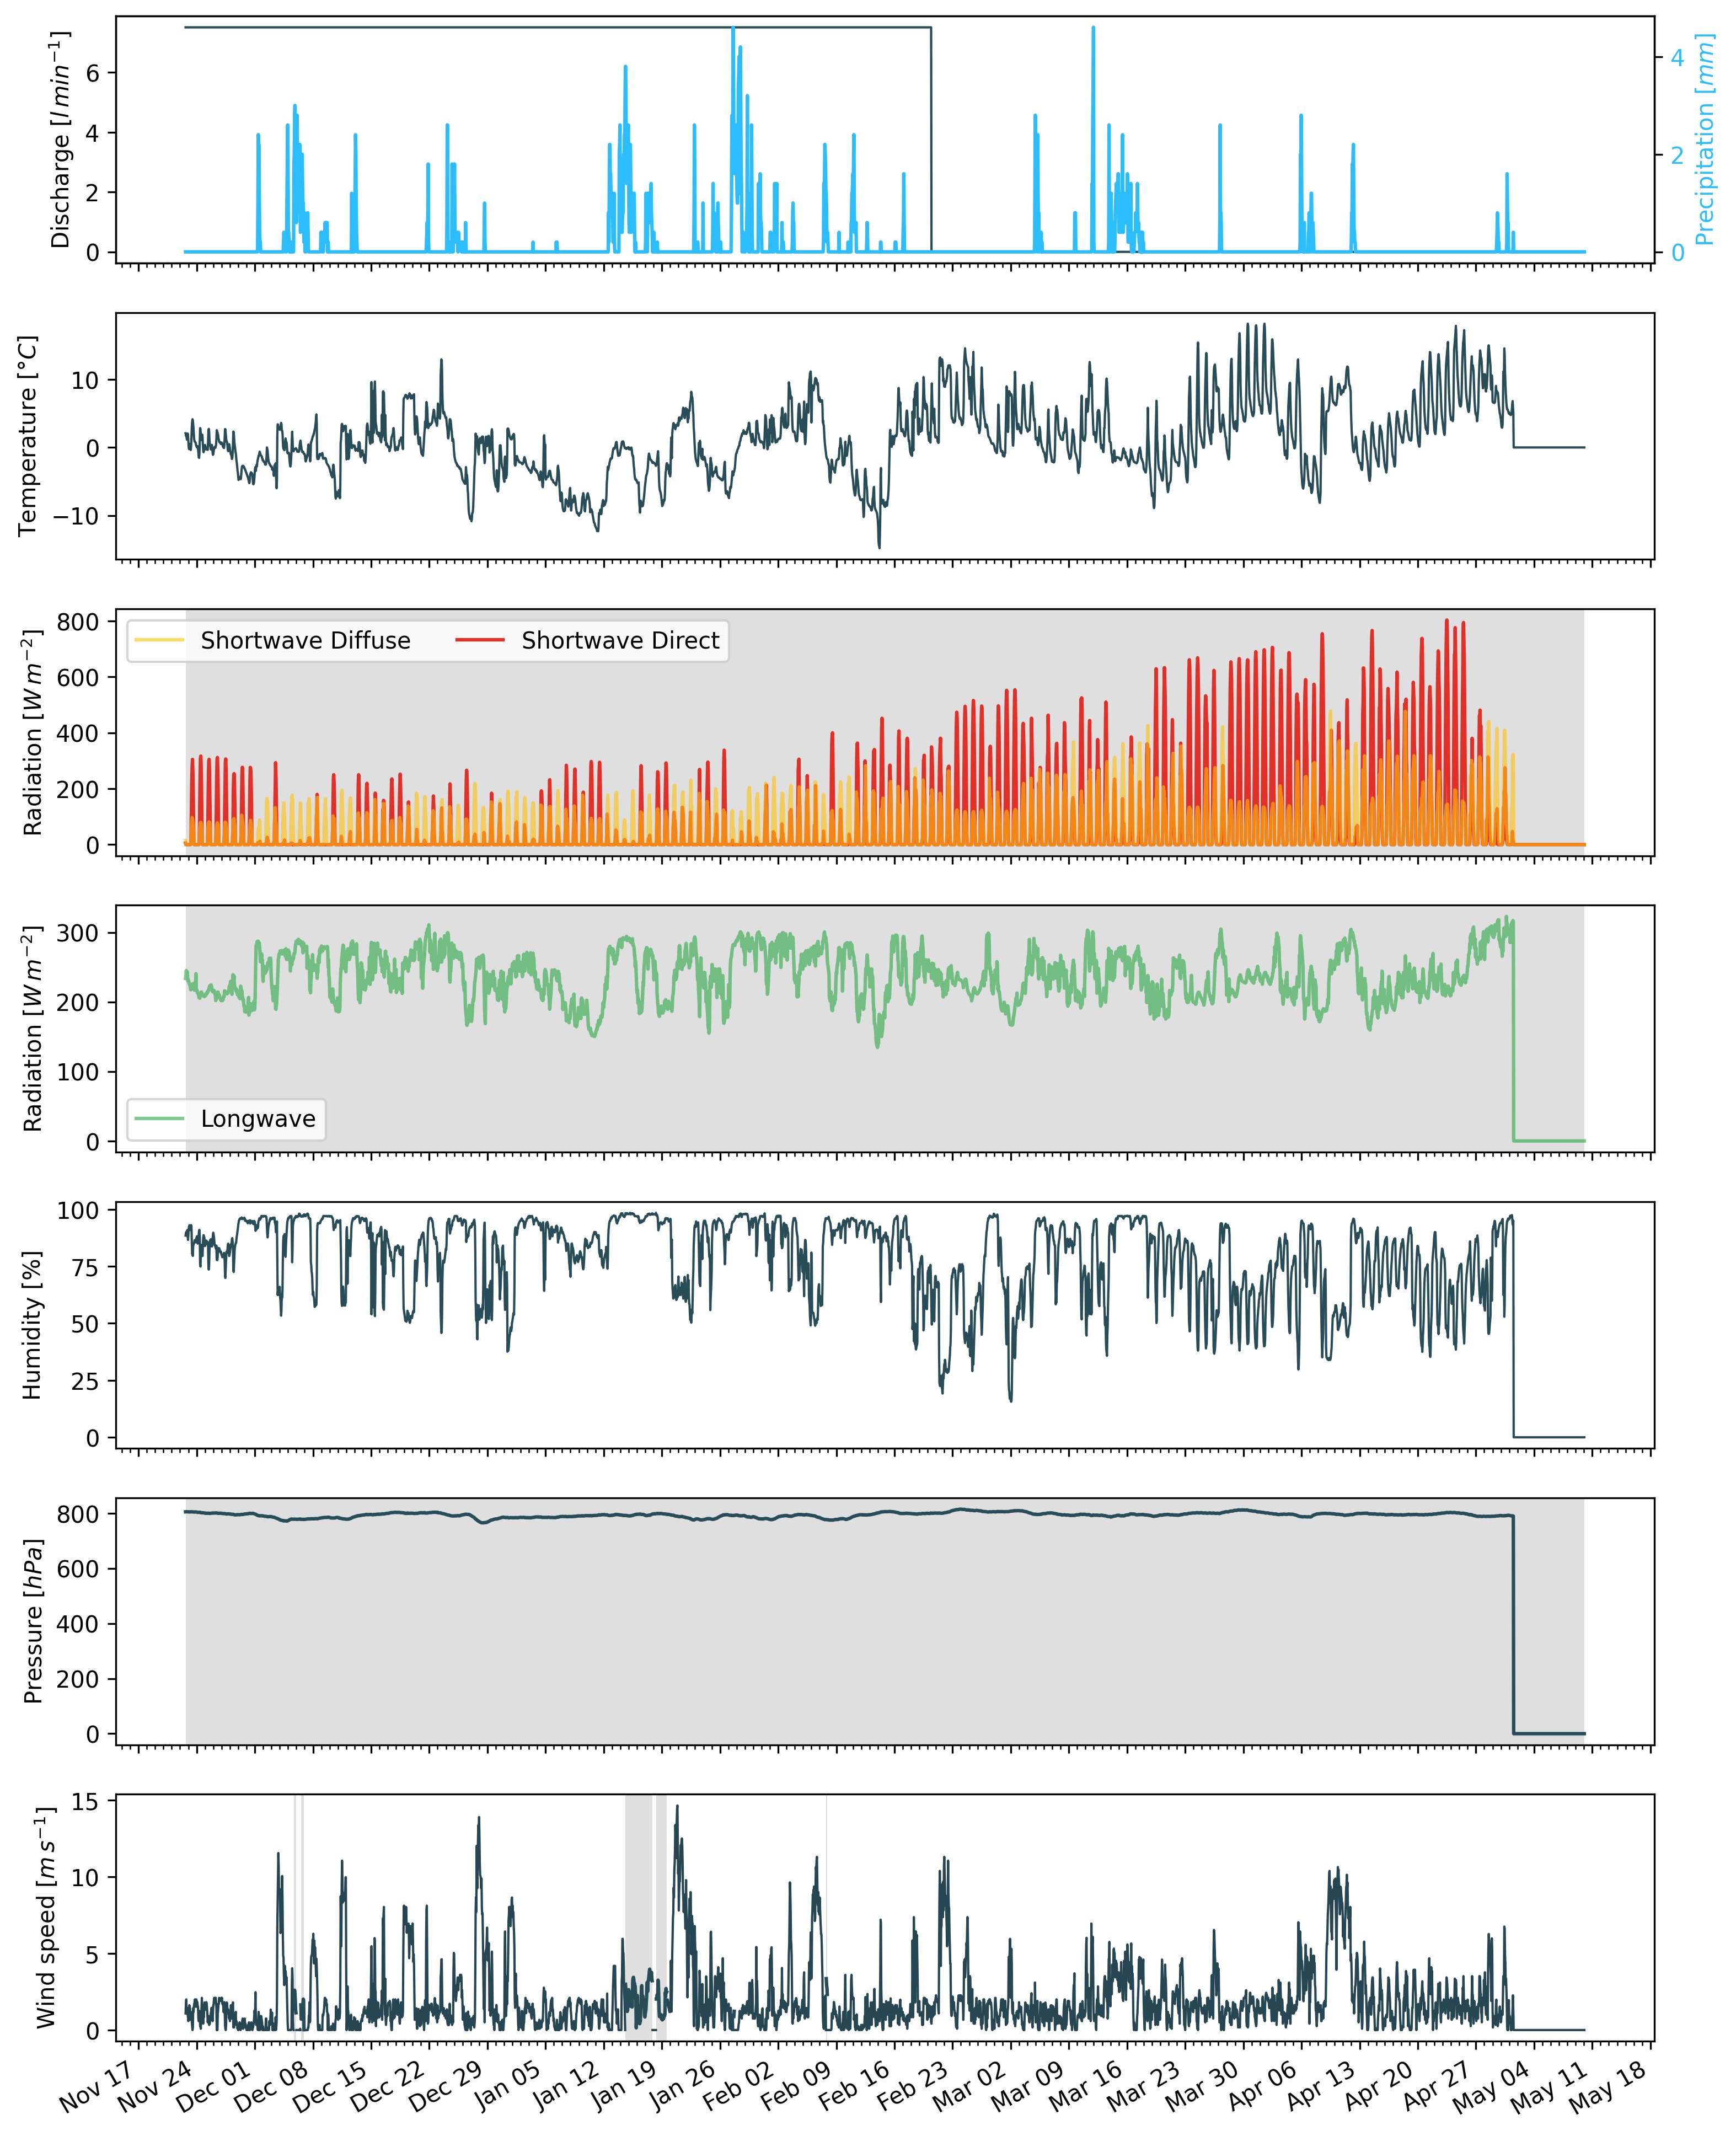 Discharge [l min⁻¹]
6
4
2
0
4
2
0
Precipitation [mm]
Temperature [°C]
10
0
−10
Radiation [W m⁻²]
800
600
400
200
0
Shortwave Diffuse
Shortwave Direct
Radiation [W m⁻²]
300
200
100
0
Longwave
Humidity [%]
100
75
50
25
0
Pressure [hPa]
800
600
400
200
0
Wind speed [m s⁻¹]
15
10
5
0
Nov 17
Nov 24
Dec 01
Dec 08
Dec 15
Dec 22
Dec 29
Jan 05
Jan 12
Jan 19
Jan 26
Feb 02
Feb 09
Feb 16
Feb 23
Mar 02
Mar 09
Mar 16
Mar 23
Mar 30
Apr 06
Apr 13
Apr 20
Apr 27
May 04
May 11
May 18